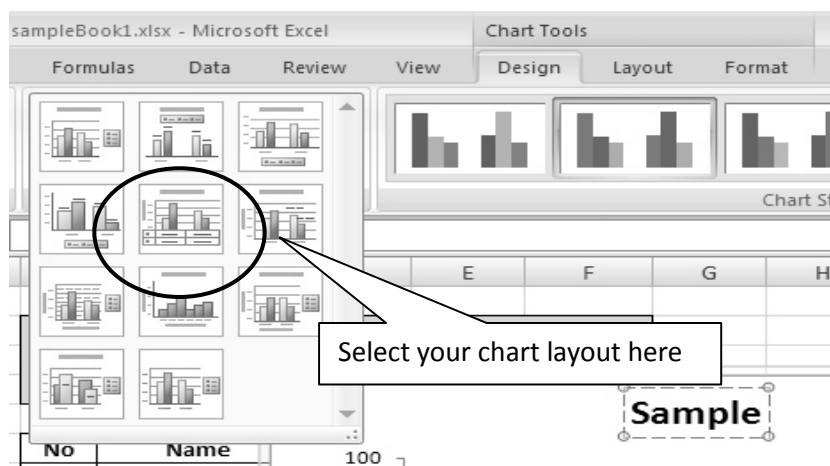 sampleBook1.xlsx - Microsoft Excel Chart Tools
Formulas Data Review View Design Layout Format
Chart St
E F G H
Select your chart layout here
Sample
No Name
100